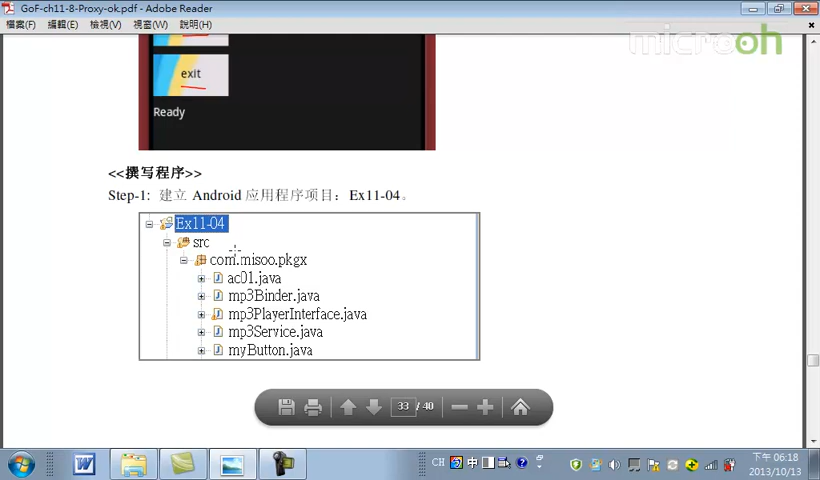 GoF-ch11-8-Proxy-ok.pdf - Adobe Reader
檔案(F) 編輯(E) 檢視(V) 視窗(W) 說明(H)
microoh
exit
Ready
<<撰写程序>>
Step-1: 建立 Android 应用程序项目：Ex11-04。
Ex11-04
src
com.misoo.pkgx
ac01.java
mp3Binder.java
mp3PlayerInterface.java
mp3Service.java
myButton.java
33 / 40
CH 中
下午 06:18
2013/10/13